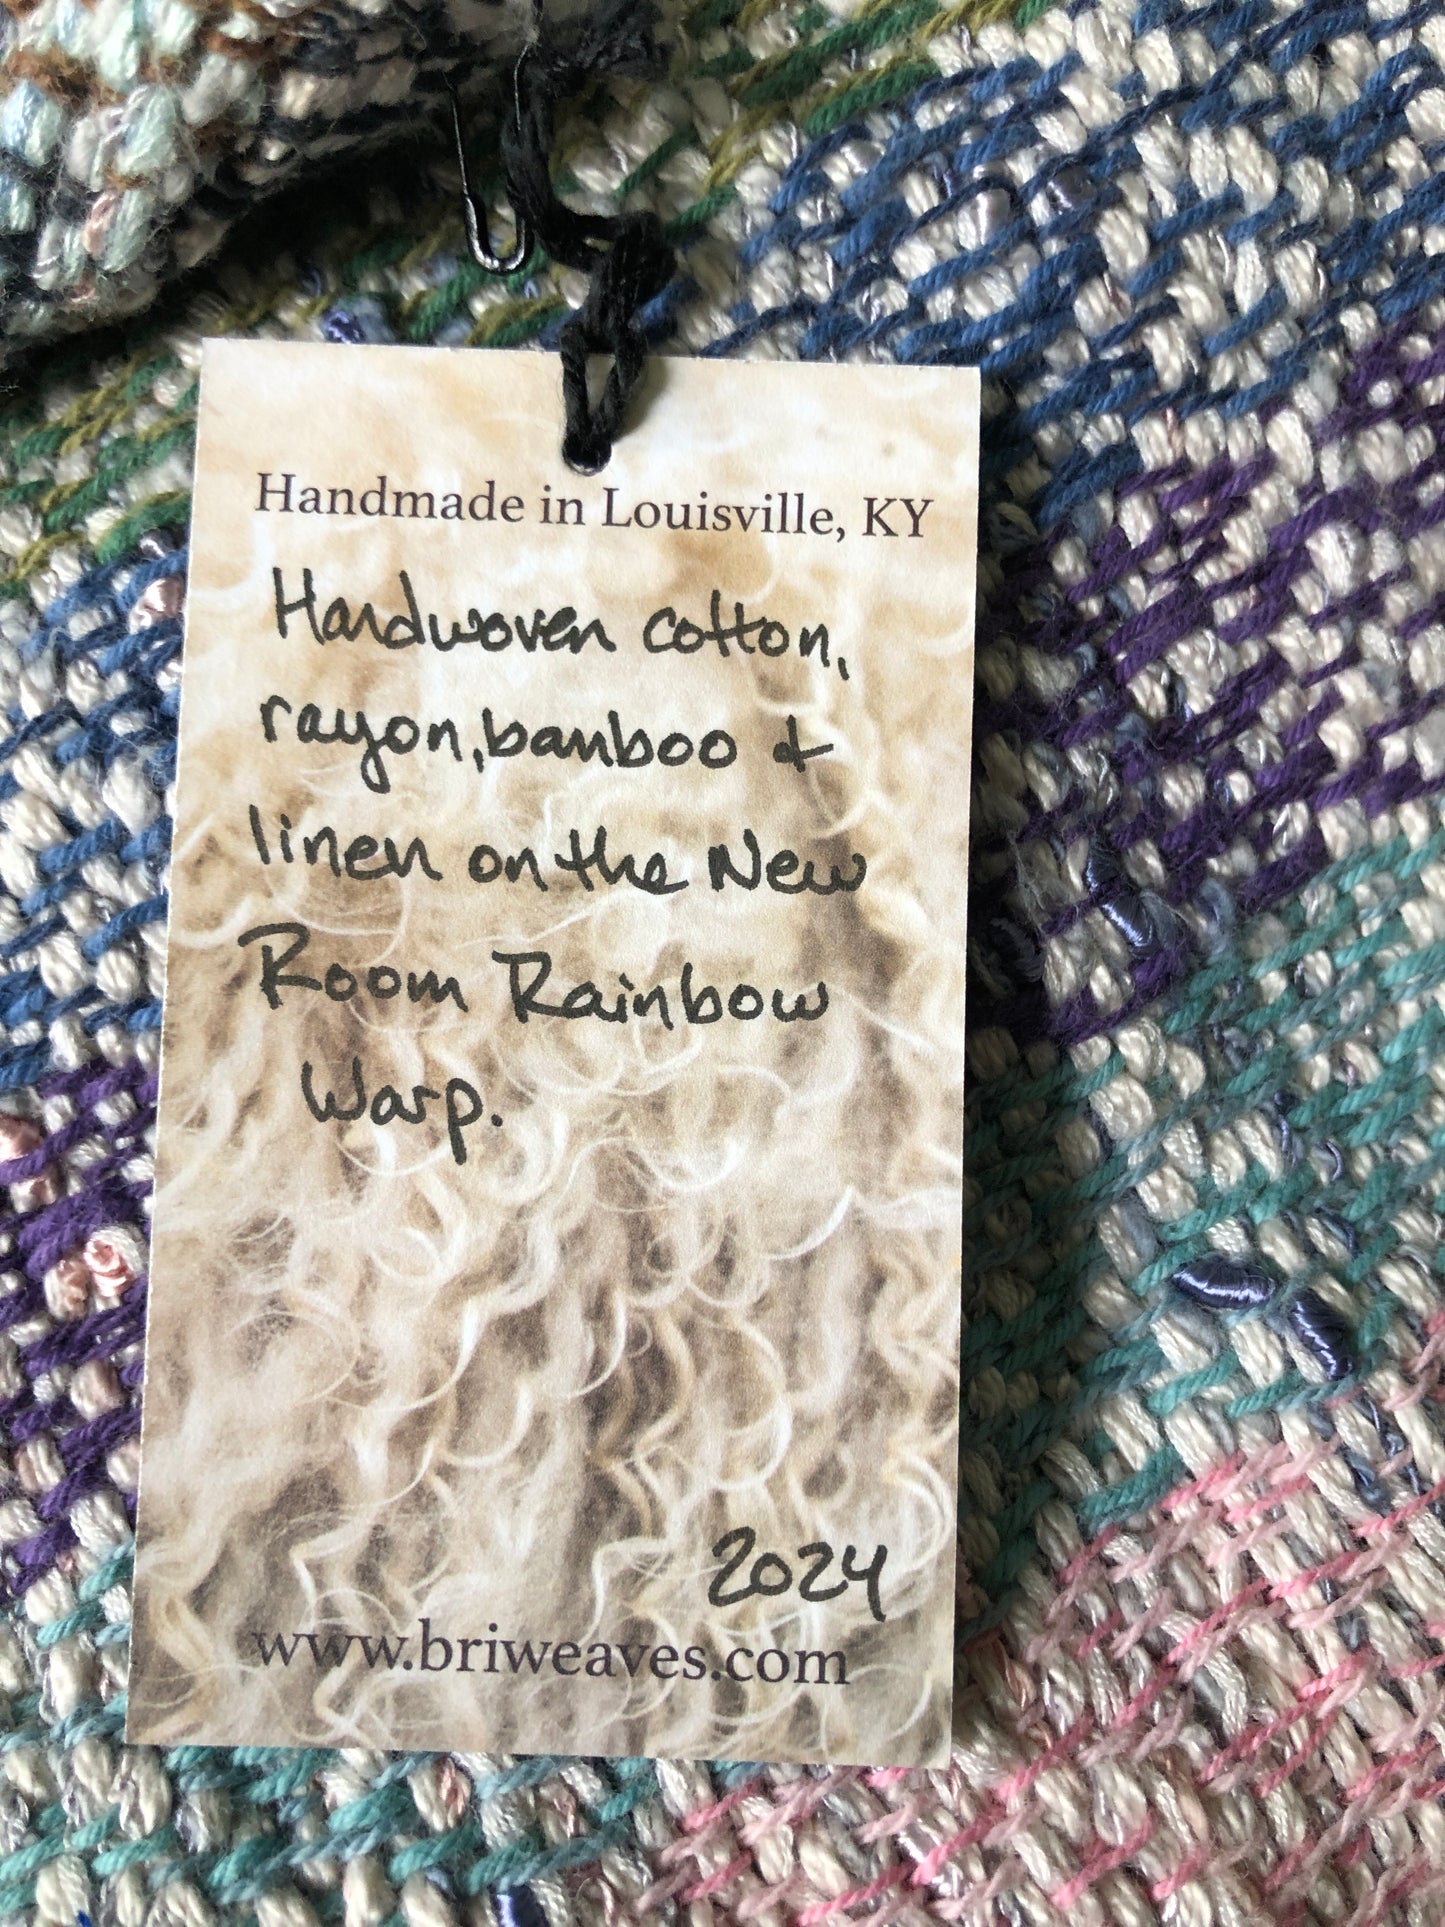 Handmade in Louisville, KY
Handwoven cotton,
rayon, bamboo &
linen on the New
Room Rainbow
Warp.
2024
www.briweaves.com